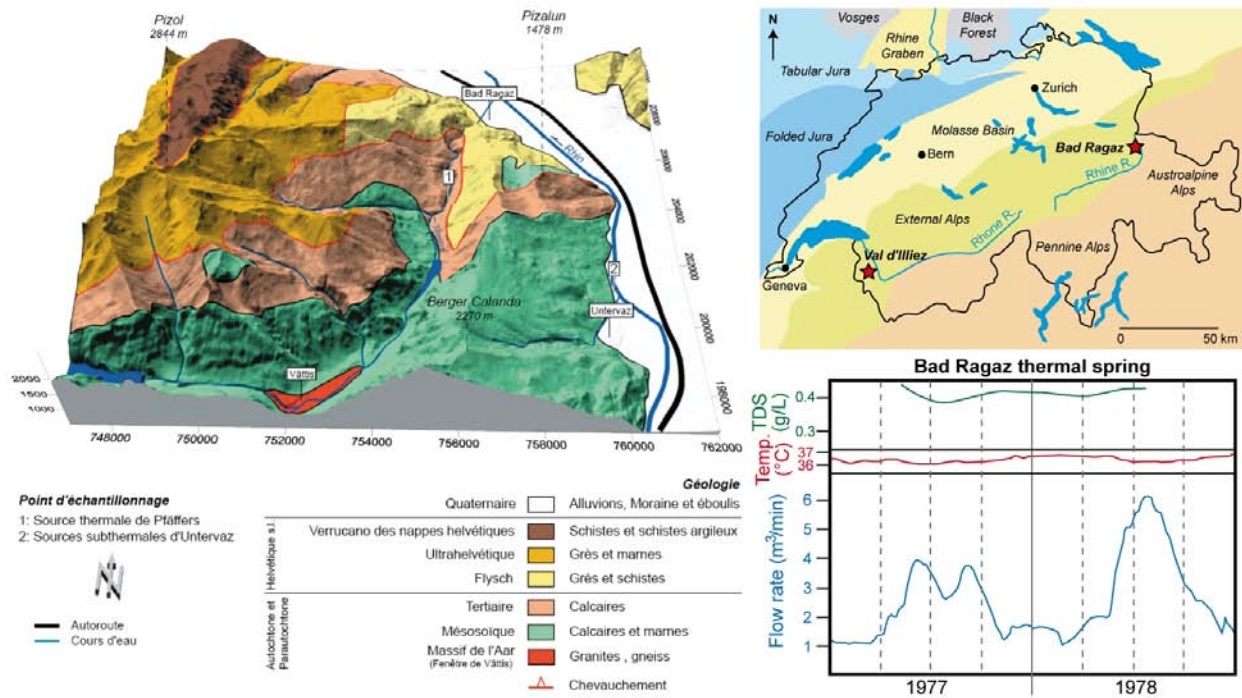 Pizol
2844 m
Pizalun
1478 m
Bad Ragaz
Rhin
1
2
Berger Calanda
2270 m
Untervaz
Vättis
2000
1500
1000
748000
750000
752000
754000
756000
758000
760000
762000
198000
200000
202000
204000
Point d'échantillonnage
1: Source thermale de Pfäffers
2: Sources subthermales d'Untervaz
N
Autoroute
Cours d'eau
Géologie
Quaternaire
Alluvions, Moraine et éboulis
Helvétique s.l.
Verrucano des nappes helvétiques
Schistes et schistes argileux
Ultrahelvétique
Grès et marnes
Flysch
Grès et schistes
Autochtone et
Parautochtone
Tertiaire
Calcaires
Mésosoïque
Calcaires et marnes
Massif de l'Aar
(Fenêtre de Vättis)
Granites , gneiss
Chevauchement
N
Vosges
Black
Forest
Rhine
Graben
Tabular Jura
Zurich
Folded Jura
Molasse Basin
Bern
Bad Ragaz
Rhine R.
Austroalpine
Alps
External Alps
Rhone R.
Pennine Alps
Val d'Illiez
Geneva
0
50 km
Bad Ragaz thermal spring
TDS
(g/L)
0.4
0.3
Temp.
(°C)
37
36
Flow rate (m³/min)
6
5
4
3
2
1
1977
1978